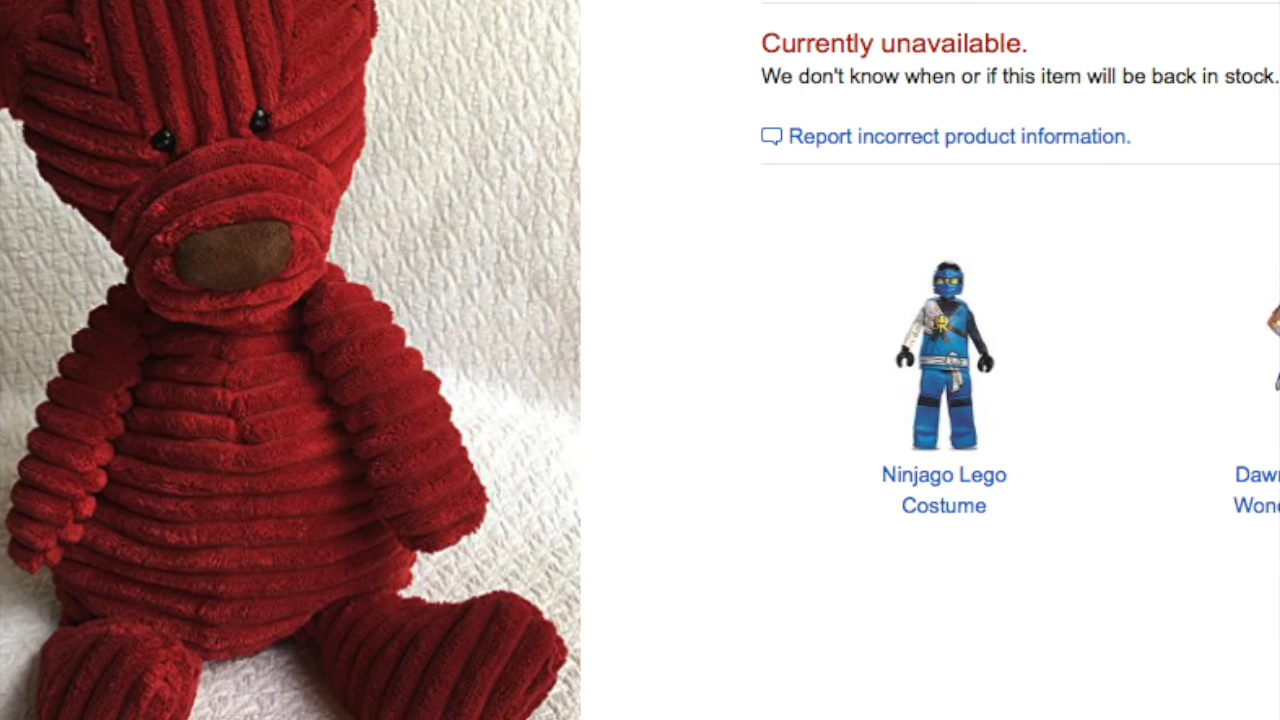 Currently unavailable.
We don't know when or if this item will be back in stock.
Report incorrect product information.
Ninjago Lego
Costume